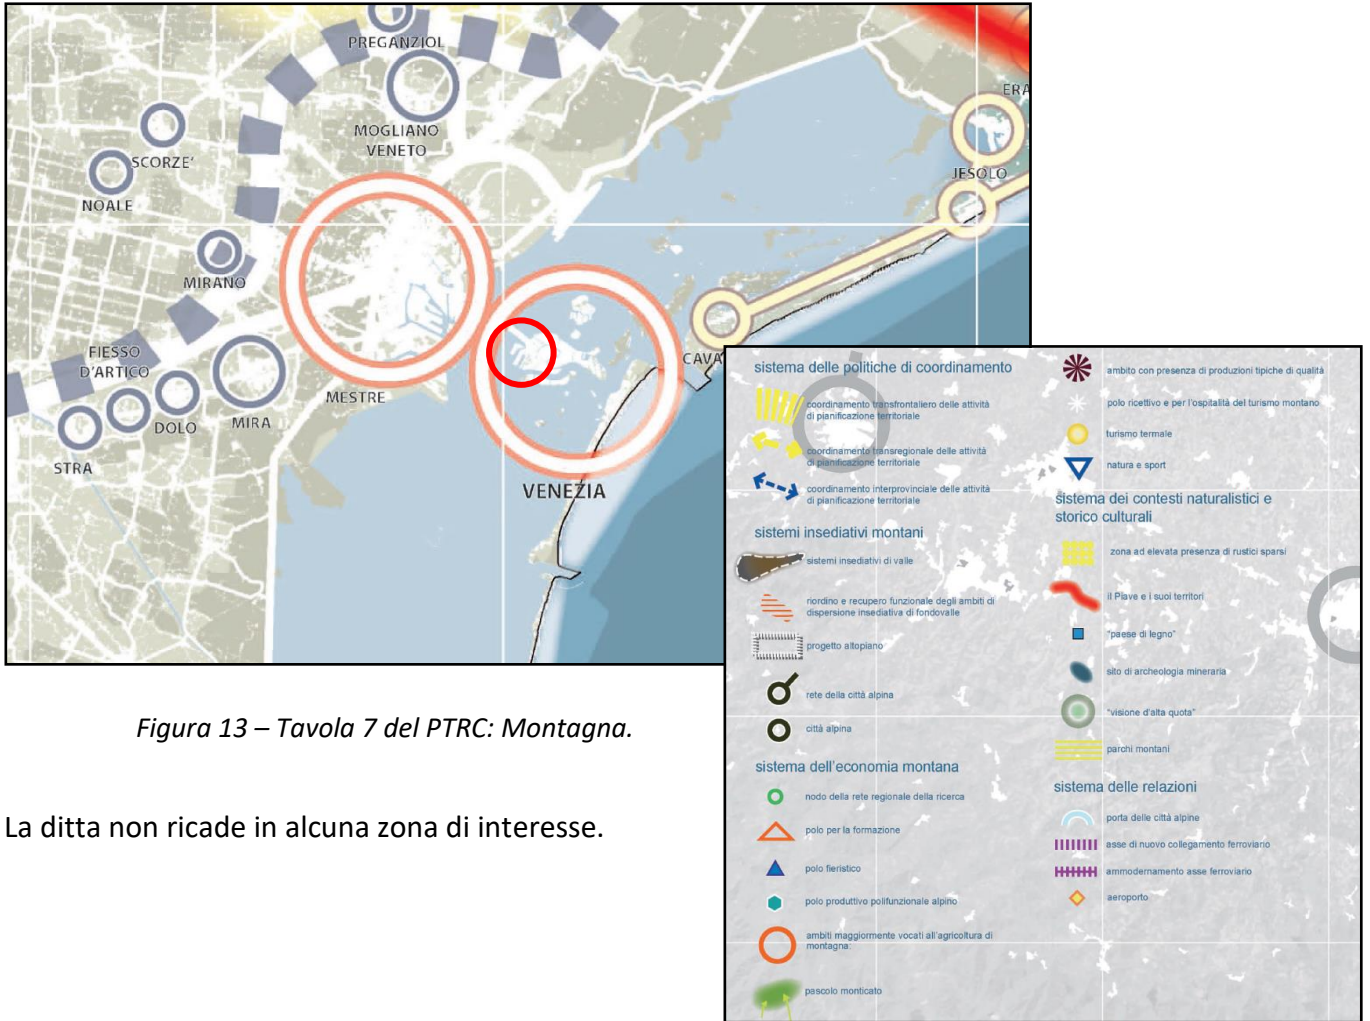 PREGANZIOL
MOGLIANO
VENETO
SCORZE'
NOALE
MIRANO
FIESSO
D'ARTICO
STRA
DOLO
MIRA
MESTRE
VENEZIA
CAVA
JESOLO
ERA
sistema delle politiche di coordinamento
coordinamento transfrontaliero delle attività
di pianificazione territoriale
coordinamento transregionale delle attività
di pianificazione territoriale
coordinamento interprovinciale delle attività
di pianificazione territoriale
sistemi insediativi montani
sistemi insediativi di valle
riordino e recupero funzionale degli ambiti di
dispersione insediativa di fondovalle
progetto altopiano
rete della città alpina
città alpina
sistema dell'economia montana
nodo della rete regionale della ricerca
polo per la formazione
polo fieristico
polo produttivo polifunzionale alpino
ambiti maggiormente vocati all'agricoltura di
montagna:
pascolo monticato
ambito con presenza di produzioni tipiche di qualità
polo ricettivo e per l'ospitalità del turismo montano
turismo termale
natura e sport
sistema dei contesti naturalistici e
storico culturali
zona ad elevata presenza di rustici sparsi
il Piave e i suoi territori
"paese di legno"
sito di archeologia mineraria
"visione d'alta quota"
parchi montani
sistema delle relazioni
porta delle città alpine
asse di nuovo collegamento ferroviario
ammodernamento asse ferroviario
aeroporto
Figura 13 – Tavola 7 del PTRC: Montagna.
La ditta non ricade in alcuna zona di interesse.